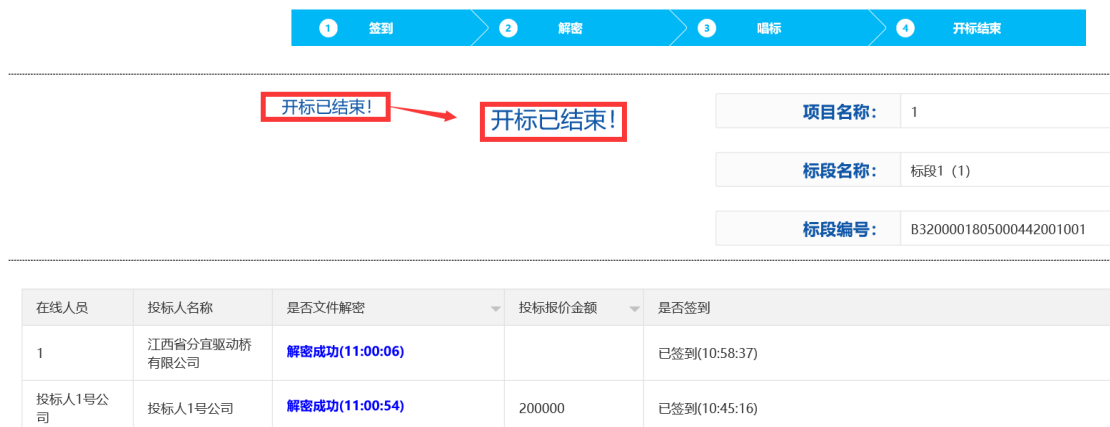 1 签到 2 解密 3 唱标 4 开标结束
开标已结束！ 开标已结束！ 项目名称： 1
标段名称： 标段1（1）
标段编号： B3200001805000442001001
在线人员 投标人名称 是否文件解密 投标报价金额 是否签到
1 江西省分宜驱动桥 解密成功(11:00:06) 已签到(10:58:37)
有限公司
投标人1号公 投标人1号公司 解密成功(11:00:54) 200000 已签到(10:45:16)
司